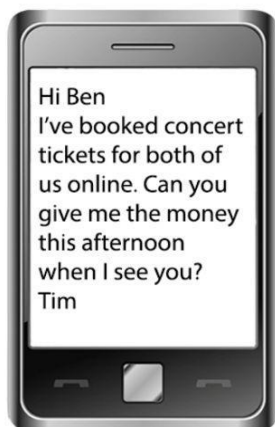 Hi Ben
I've booked concert
tickets for both of
us online. Can you
give me the money
this afternoon
when I see you?
Tim